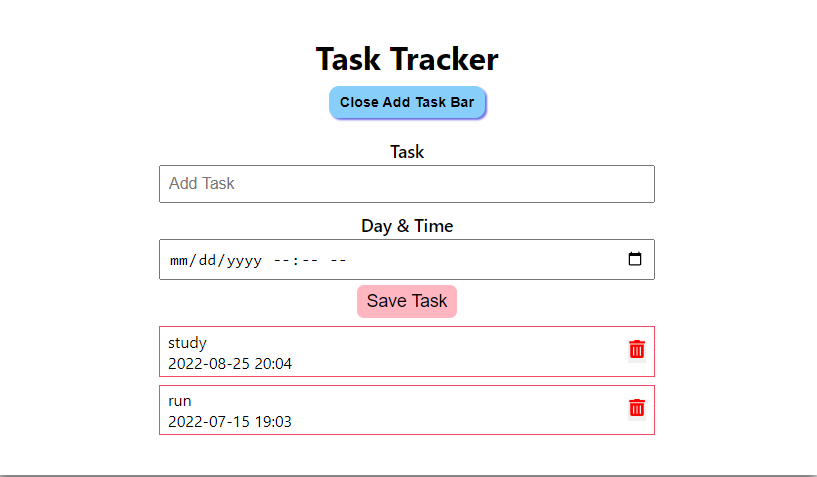 Task Tracker
Close Add Task Bar
Task
Add Task
Day & Time
mm/dd/yyyy --:-- --
Save Task
study
2022-08-25 20:04
run
2022-07-15 19:03